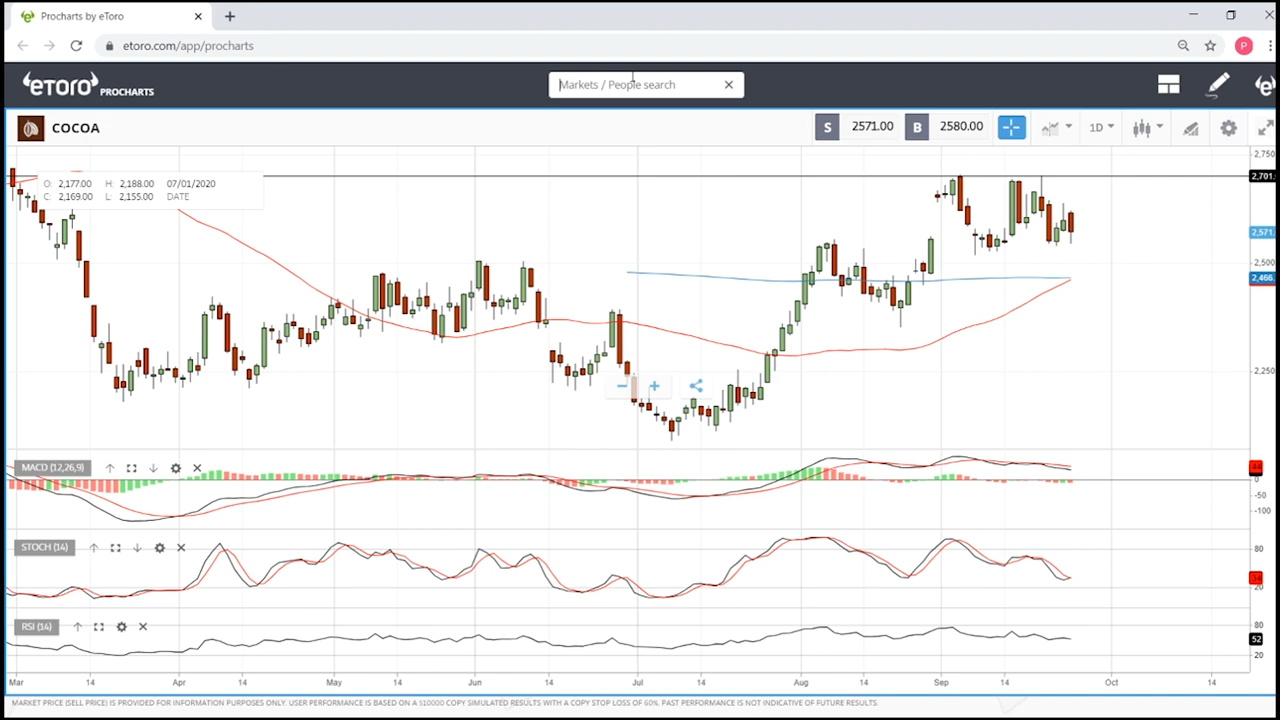 Procharts by eToro
etoro.com/app/procharts
P
eToro PROCHARTS
Markets / People search
COCOA
S 2571.00 B 2580.00 1D
O: 2,177.00 H: 2,188.00 07/01/2020
C: 2,169.00 L: 2,155.00 DATE
2,750
2,701
2,571
2,500
2,466
2,250
MACD (12,26,9)
44
0
-50
-100
STOCH (14)
80
34
20
RSI (14)
80
52
20
Mar 14 Apr 14 May 14 Jun 14 Jul 14 Aug 14 Sep 14 Oct 14
MARKET PRICE (SELL PRICE) IS PROVIDED FOR INFORMATION PURPOSES ONLY. USER PERFORMANCE IS BASED ON A $10000 COPY SIMULATED RESULTS WITH A COPY STOP LOSS OF 60%. PAST PERFORMANCE IS NOT INDICATIVE OF FUTURE RESULTS.